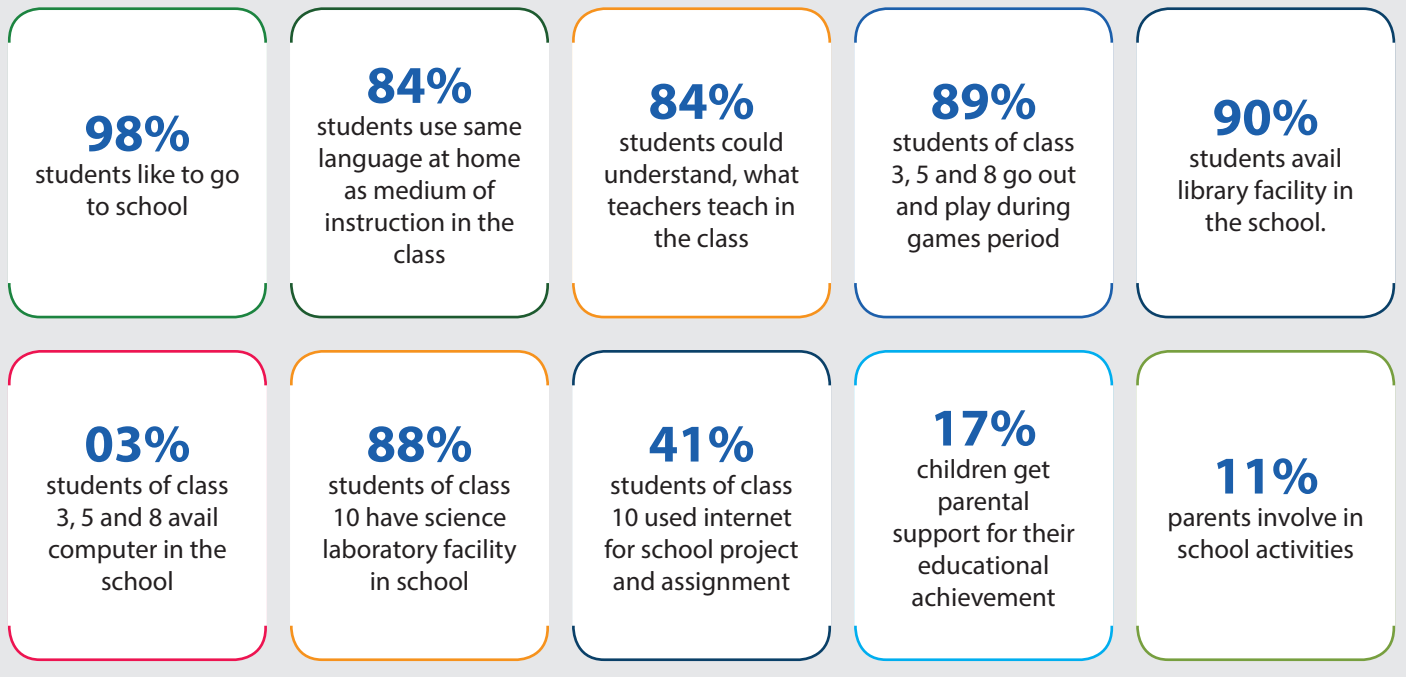 98%
students like to go
to school
84%
students use same
language at home
as medium of
instruction in the
class
84%
students could
understand, what
teachers teach in
the class
89%
students of class
3, 5 and 8 go out
and play during
games period
90%
students avail
library facility in
the school.
03%
students of class
3, 5 and 8 avail
computer in the
school
88%
students of class
10 have science
laboratory facility
in school
41%
students of class
10 used internet
for school project
and assignment
17%
children get
parental
support for their
educational
achievement
11%
parents involve in
school activities